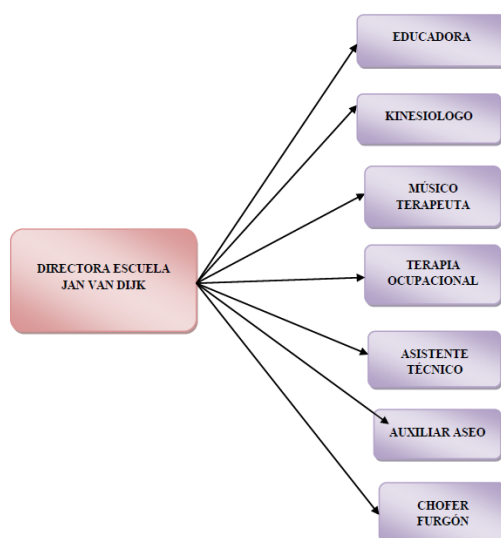 EDUCADORA
KINESIOLOGO
MÚSICO
TERAPEUTA
DIRECTORA ESCUELA
JAN VAN DIJK
TERAPIA
OCUPACIONAL
ASISTENTE
TÉCNICO
AUXILIAR ASEO
CHOFER
FURGÓN